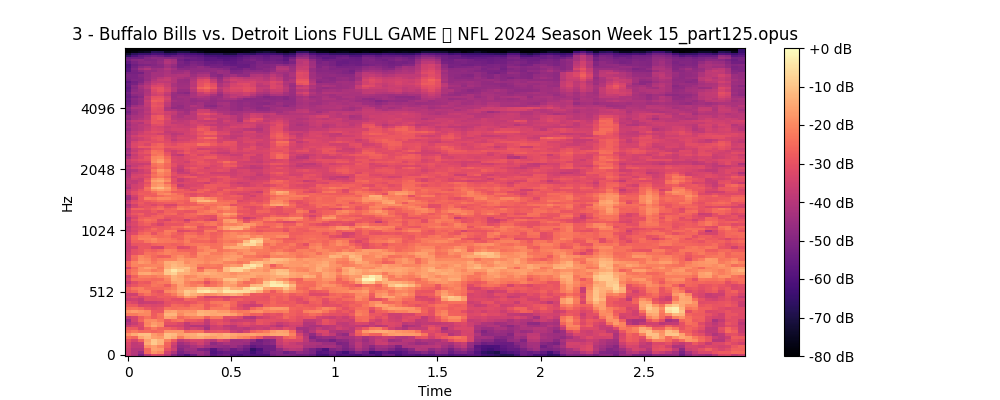 3 - Buffalo Bills vs. Detroit Lions FULL GAME ▯ NFL 2024 Season Week 15_part125.opus
+0 dB
-10 dB
-20 dB
-30 dB
-40 dB
-50 dB
-60 dB
-70 dB
-80 dB
4096
2048
1024
512
0
Hz
0
0.5
1
1.5
2
2.5
Time